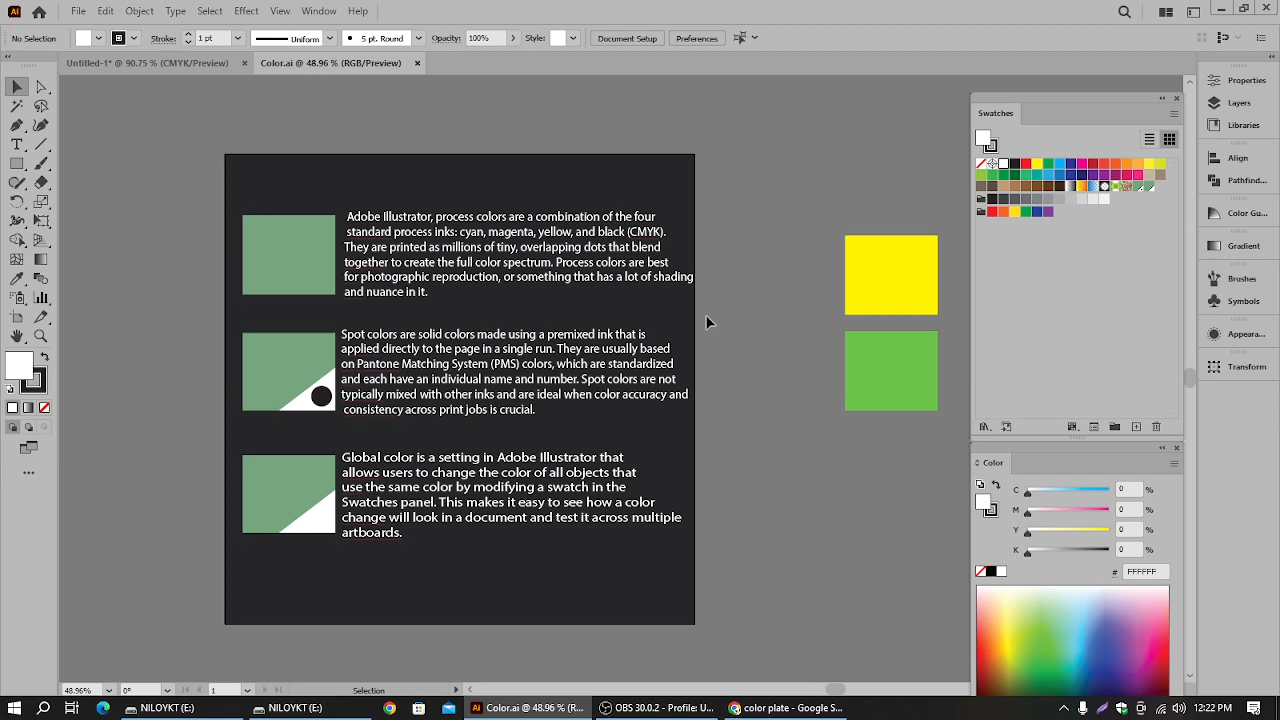 File Edit Object Type Select Effect View Window Help
No Selection Stroke: 1 pt Uniform 5 pt. Round Opacity: 100% Style: Document Setup Preferences
Untitled-1* @ 90.75 % (CMYK/Preview) × Color.ai @ 48.96 % (RGB/Preview) ×
Adobe Illustrator, process colors are a combination of the four
standard process inks: cyan, magenta, yellow, and black (CMYK).
They are printed as millions of tiny, overlapping dots that blend
together to create the full color spectrum. Process colors are best
for photographic reproduction, or something that has a lot of shading
and nuance in it.
Spot colors are solid colors made using a premixed ink that is
applied directly to the page in a single run. They are usually based
on Pantone Matching System (PMS) colors, which are standardized
and each have an individual name and number. Spot colors are not
typically mixed with other inks and are ideal when color accuracy and
consistency across print jobs is crucial.
Global color is a setting in Adobe Illustrator that
allows users to change the color of all objects that
use the same color by modifying a swatch in the
Swatches panel. This makes it easy to see how a color
change will look in a document and test it across multiple
artboards.
Swatches
Color
C 0 %
M 0 %
Y 0 %
K 0 %
# FFFFFF
Properties
Layers
Libraries
Align
Pathfind...
Color Gu...
Gradient
Brushes
Symbols
Appeara...
Transform
48.96% 0° 1 Selection
NILOYKT (E:) NILOYKT (E:) Color.ai @ 48.96 % (R... OBS 30.0.2 - Profile: U... color plate - Google S... 12:22 PM